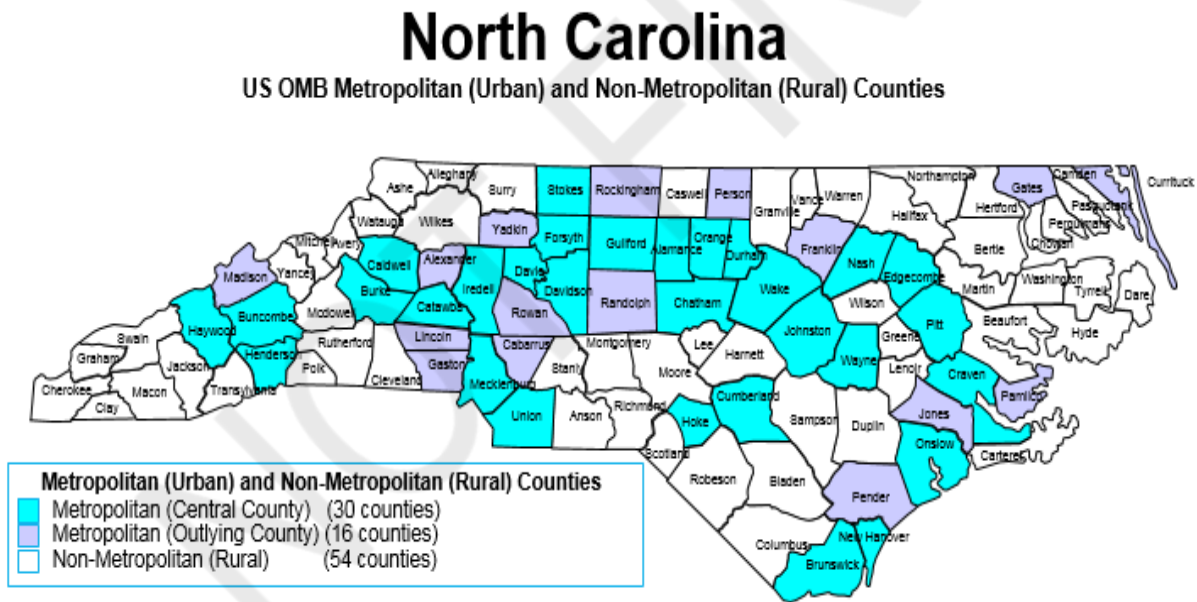 North Carolina
US OMB Metropolitan (Urban) and Non-Metropolitan (Rural) Counties
Ashe
Alleghany
Surry
Stokes
Rockingham
Caswell
Person
Granville
Vance
Warren
Northampton
Gates
Camden
Currituck
Halifax
Hertford
Pasquotank
Perquimans
Chowan
Watauga
Wilkes
Yadkin
Forsyth
Guilford
Alamance
Orange
Durham
Franklin
Nash
Edgecombe
Bertie
Mitchell
Avery
Caldwell
Alexander
Iredell
Davie
Davidson
Randolph
Chatham
Wake
Wilson
Martin
Washington
Tyrrell
Dare
Madison
Yancey
Burke
Catawba
Rowan
Johnston
Greene
Pitt
Beaufort
Hyde
Haywood
Buncombe
Mcdowell
Rutherford
Lincoln
Cabarrus
Montgomery
Moore
Lee
Harnett
Wayne
Lenoir
Craven
Pamlico
Swain
Graham
Jackson
Henderson
Polk
Cleveland
Gaston
Mecklenburg
Stanly
Cherokee
Clay
Macon
Transylvania
Union
Anson
Richmond
Hoke
Cumberland
Sampson
Duplin
Jones
Onslow
Carteret
Scotland
Robeson
Bladen
Pender
Columbus
Brunswick
New Hanover
Metropolitan (Urban) and Non-Metropolitan (Rural) Counties
Metropolitan (Central County) (30 counties)
Metropolitan (Outlying County) (16 counties)
Non-Metropolitan (Rural) (54 counties)